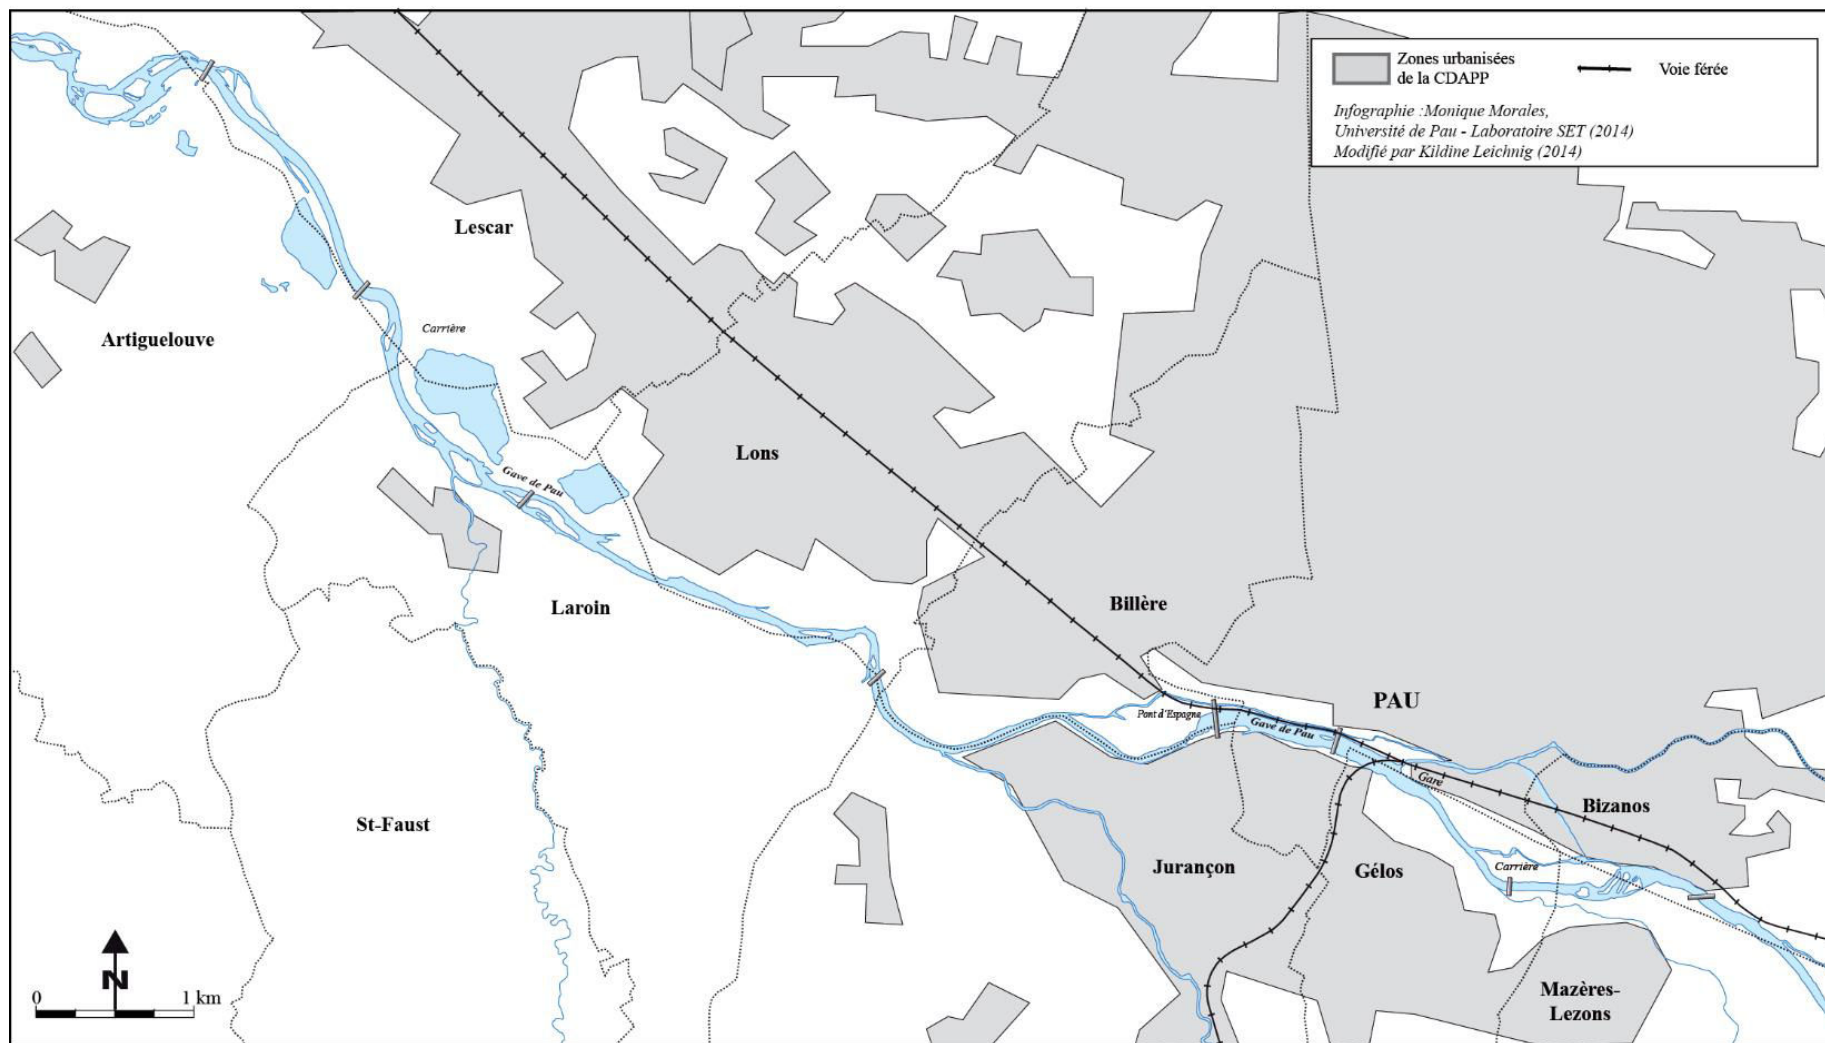 Zones urbanisées
de la CDAPP
Voie férée
Infographie :Monique Morales,
Université de Pau - Laboratoire SET (2014)
Modifié par Kildine Leichnig (2014)
Lescar
Carrière
Artiguelouve
Lons
Gave de Pau
Billère
Laroin
PAU
Pont d'Espagne
Gave de Pau
Gare
Bizanos
St-Faust
Jurançon
Gélos
Carrière
Mazères-
Lezons
N
0
1 km